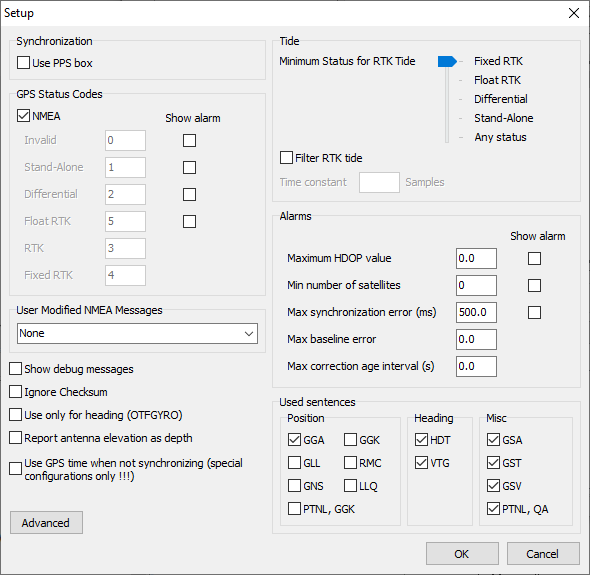 Setup
Synchronization
Use PPS box
GPS Status Codes
NMEA
Show alarm
Invalid 0
Stand-Alone 1
Differential 2
Float RTK 5
RTK 3
Fixed RTK 4
User Modified NMEA Messages
None
Show debug messages
Ignore Checksum
Use only for heading (OTFGYRO)
Report antenna elevation as depth
Use GPS time when not synchronizing (special
configurations only !!!)
Advanced
Tide
Minimum Status for RTK Tide
Fixed RTK
Float RTK
Differential
Stand-Alone
Any status
Filter RTK tide
Time constant Samples
Alarms
Show alarm
Maximum HDOP value 0.0
Min number of satellites 0
Max synchronization error (ms) 500.0
Max baseline error 0.0
Max correction age interval (s) 0.0
Used sentences
Position
GGA GGK
GLL RMC
GNS LLQ
PTNL, GGK
Heading
HDT
VTG
Misc
GSA
GST
GSV
PTNL, QA
OK Cancel